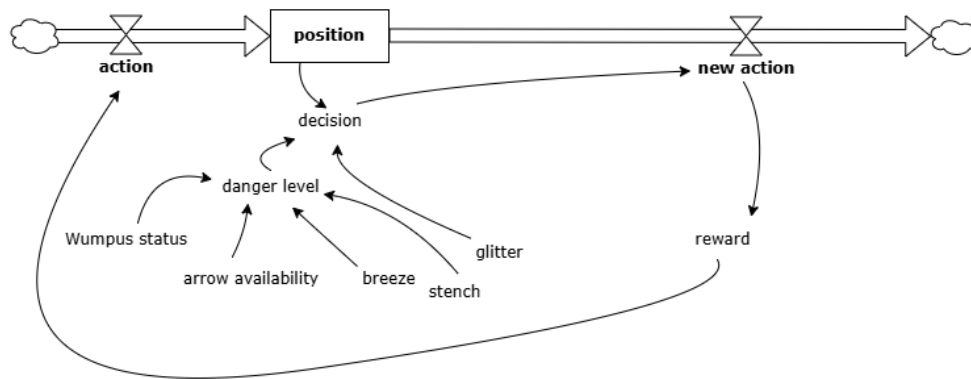 position
action
new action
decision
danger level
Wumpus status
glitter
reward
arrow availability
breeze
stench